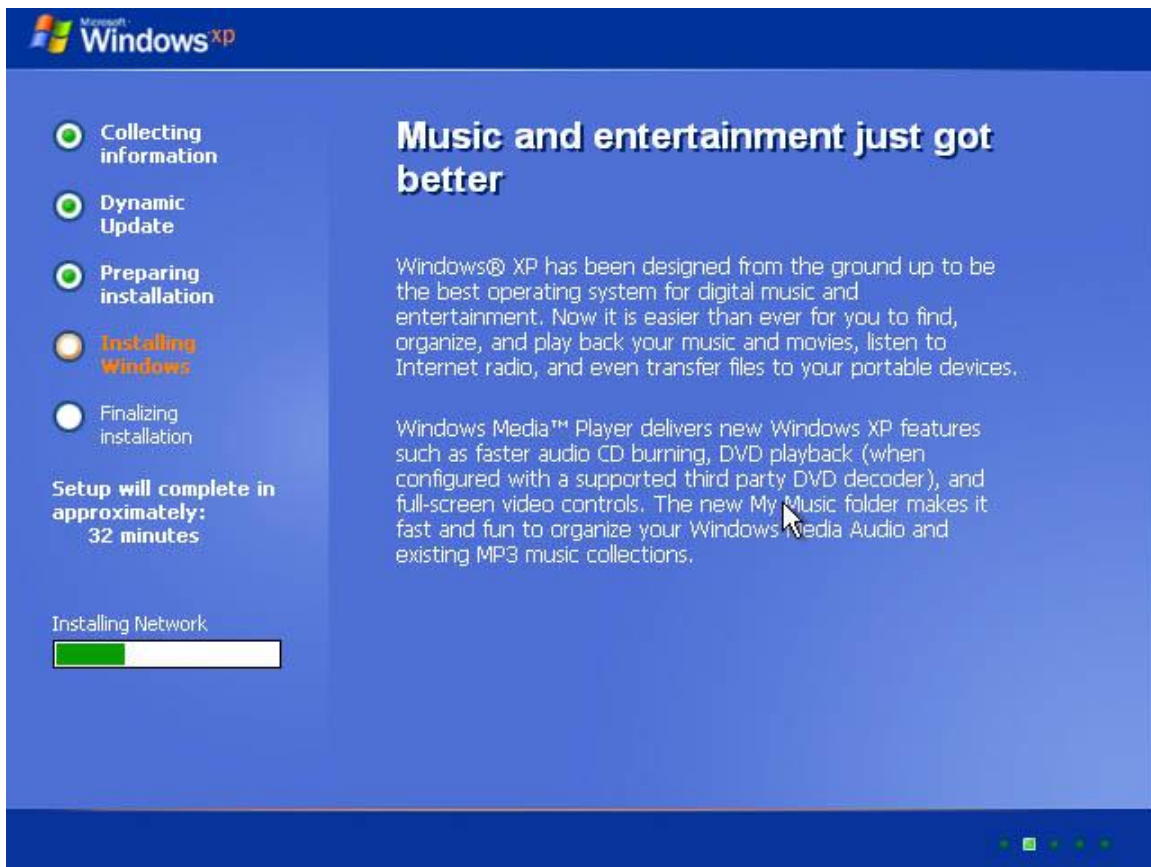 Microsoft
Windows xp
Collecting
information
Dynamic
Update
Preparing
installation
Installing
Windows
Finalizing
installation
Setup will complete in
approximately:
32 minutes
Installing Network
Music and entertainment just got
better
Windows® XP has been designed from the ground up to be
the best operating system for digital music and
entertainment. Now it is easier than ever for you to find,
organize, and play back your music and movies, listen to
Internet radio, and even transfer files to your portable devices.
Windows Media™ Player delivers new Windows XP features
such as faster audio CD burning, DVD playback (when
configured with a supported third party DVD decoder), and
full-screen video controls. The new My Music folder makes it
fast and fun to organize your Windows Media Audio and
existing MP3 music collections.